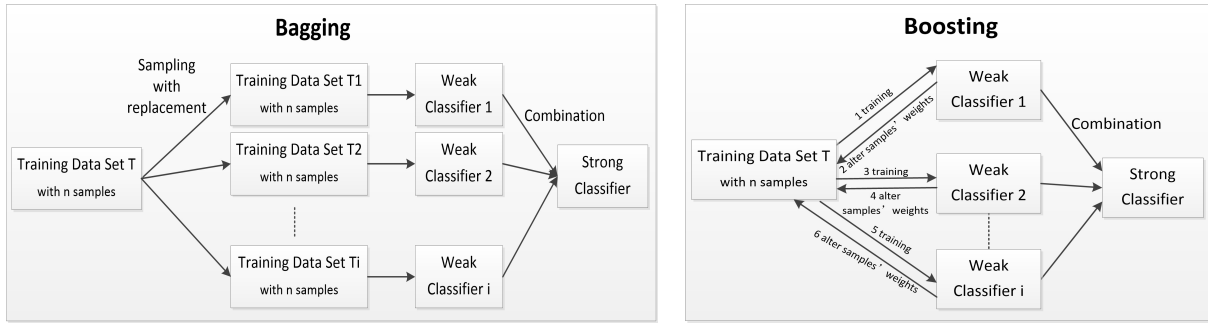 Bagging
Sampling
with
replacement
Training Data Set T
with n samples
Training Data Set T1
with n samples
Training Data Set T2
with n samples
Training Data Set Ti
with n samples
Weak
Classifier 1
Weak
Classifier 2
Weak
Classifier i
Combination
Strong
Classifier
Boosting
Training Data Set T
with n samples
1 training
2 alter samples’ weights
3 training
4 alter
samples’ weights
5 training
6 alter samples’ weights
Weak
Classifier 1
Weak
Classifier 2
Weak
Classifier i
Combination
Strong
Classifier